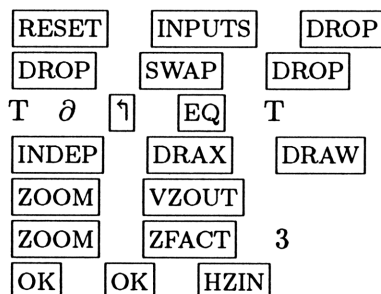 RESET INPUTS DROP
DROP SWAP DROP
T ∂ ↰ EQ T
INDEP DRAX DRAW
ZOOM VZOUT
ZOOM ZFACT 3
OK OK HZIN